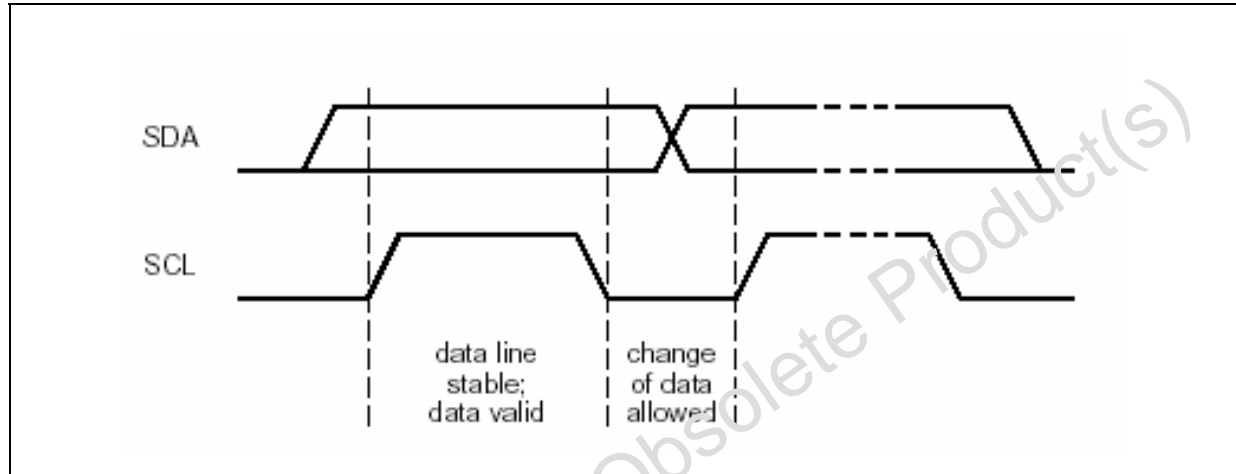 SDA
SCL
data line
stable;
data valid
change
of data
allowed
Obsolete Product(s)